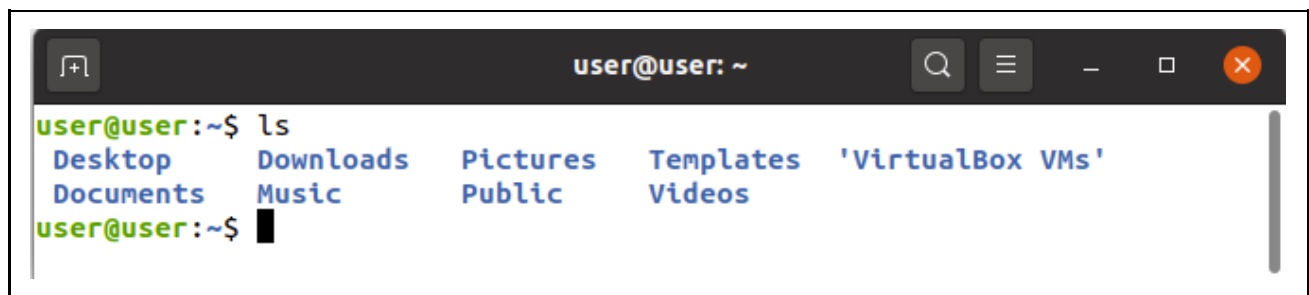 user@user: ~
user@user:~$ ls
Desktop Downloads Pictures Templates 'VirtualBox VMs'
Documents Music Public Videos
user@user:~$